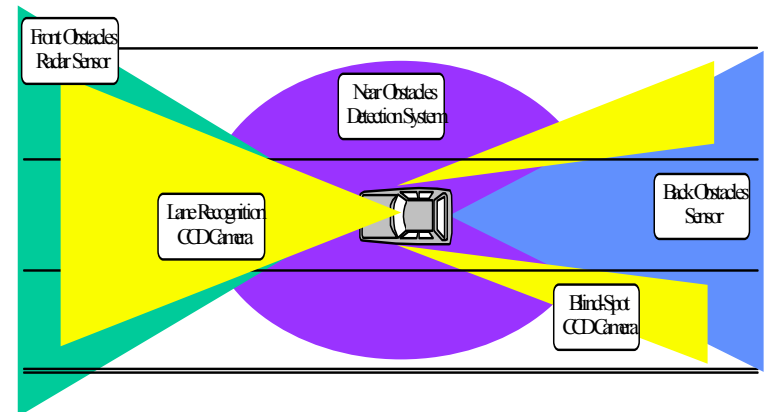 Front Obstacles
Radar Sensor
Near Obstacles
Detection System
Lane Recognition
CCD Camera
Back Obstacles
Sensor
Blind-Spot
CCD Camera